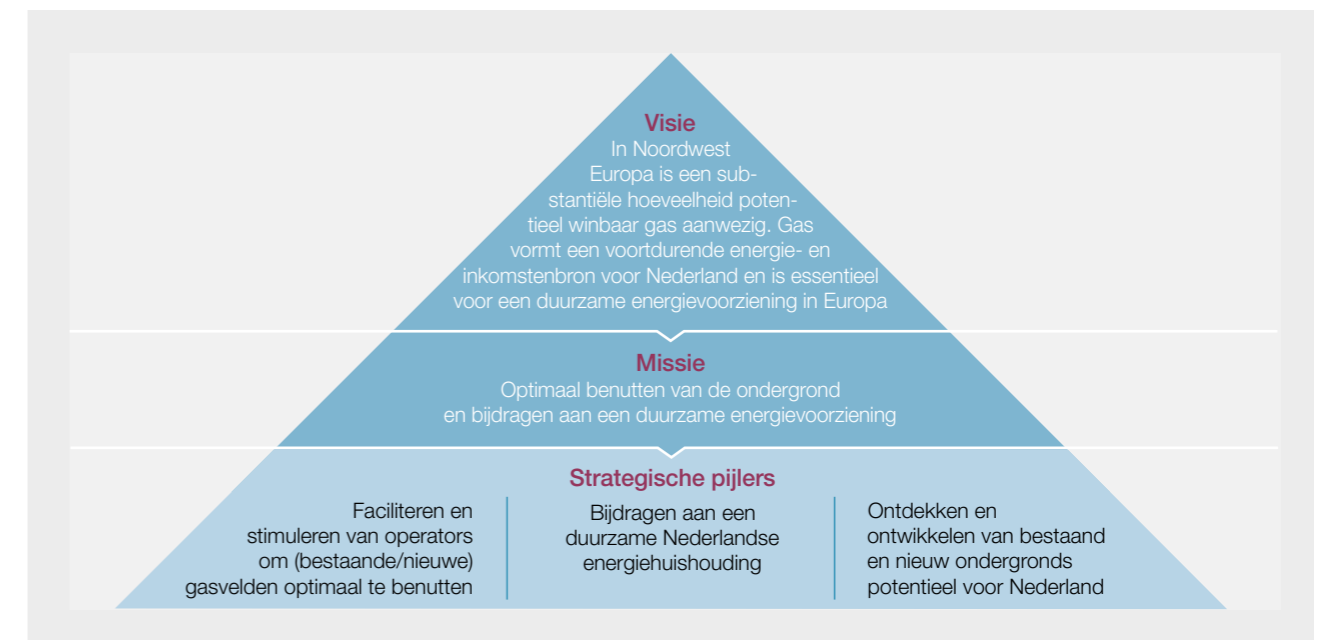 Visie
In Noordwest
Europa is een sub-
stantiële hoeveelheid poten-
tieel winbaar gas aanwezig. Gas
vormt een voortdurende energie- en
inkomstenbron voor Nederland en is essentieel
voor een duurzame energievoorziening in Europa
Missie
Optimaal benutten van de ondergrond
en bijdragen aan een duurzame energievoorziening
Strategische pijlers
Faciliteren en
stimuleren van operators
om (bestaande/nieuwe)
gasvelden optimaal te benutten
Bijdragen aan een
duurzame Nederlandse
energiehuishouding
Ontdekken en
ontwikkelen van bestaand
en nieuw ondergronds
potentieel voor Nederland